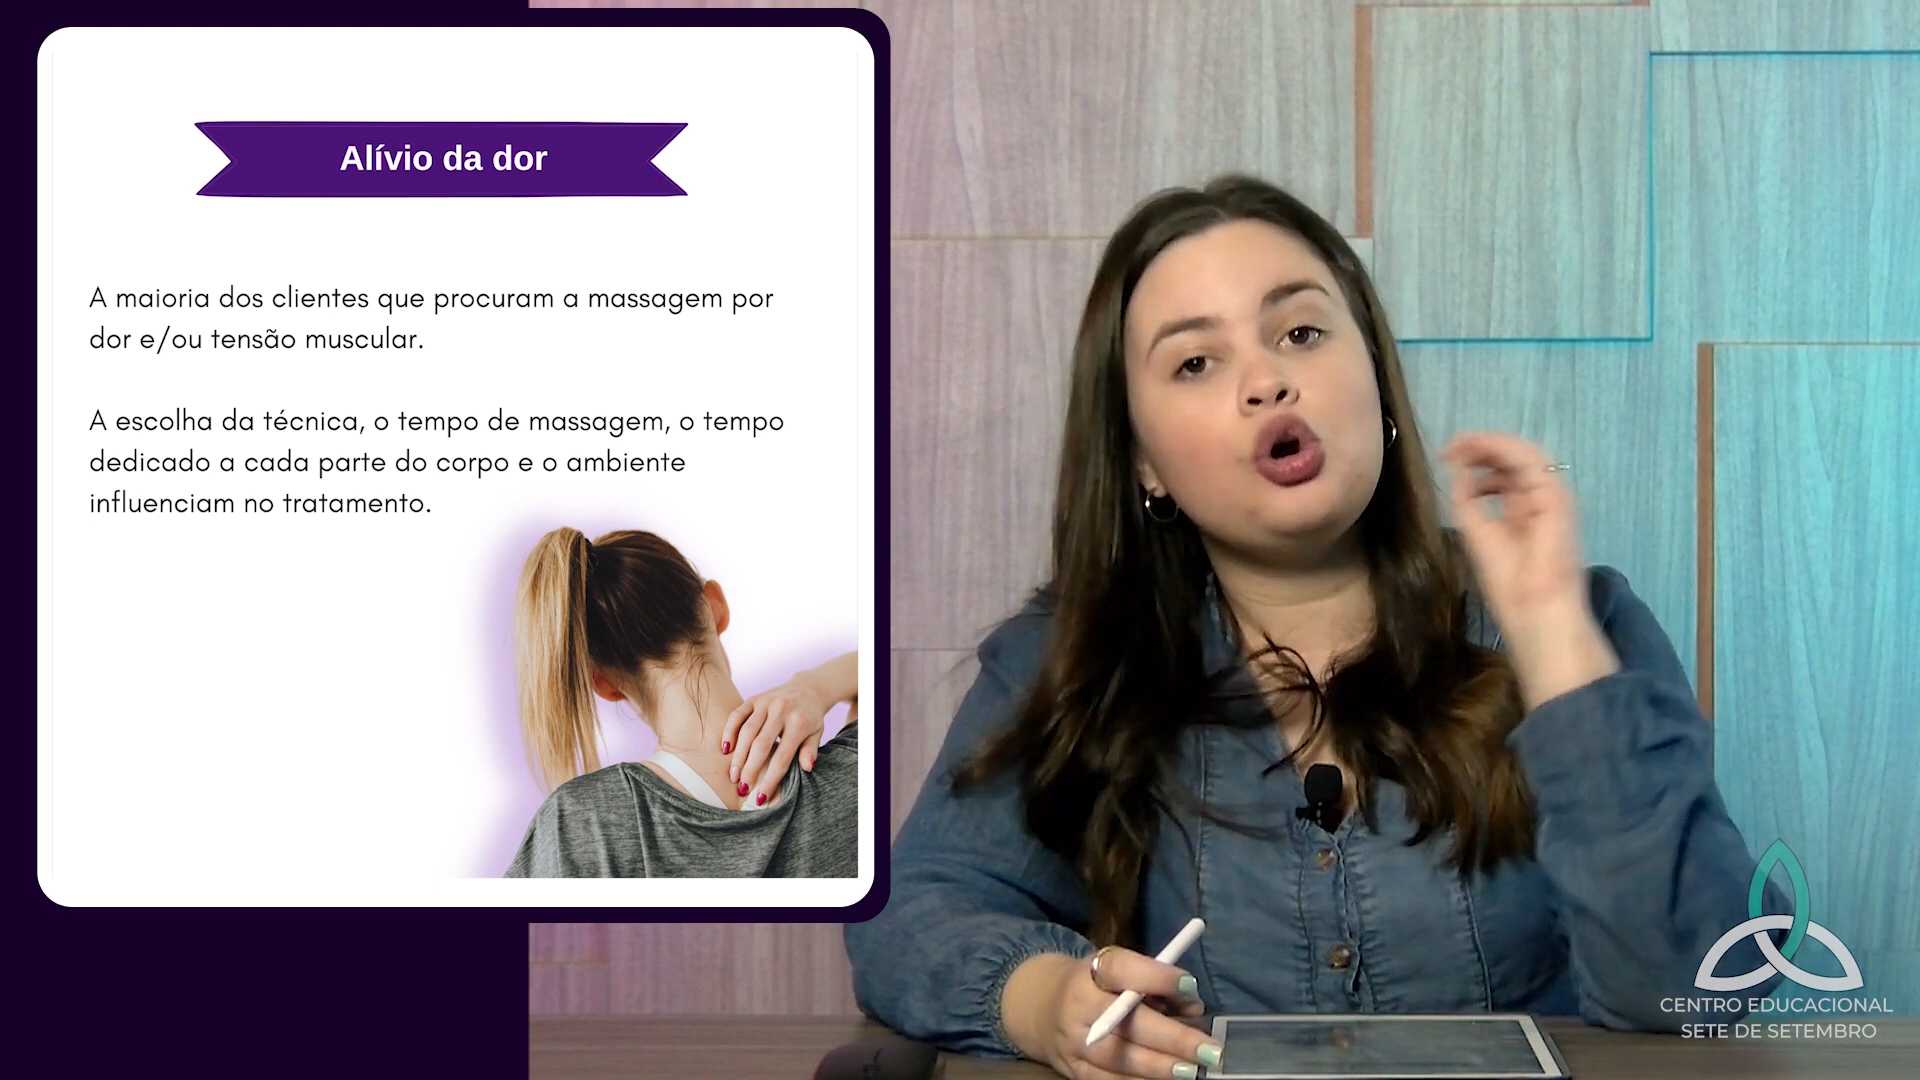 Alívio da dor
A maioria dos clientes que procuram a massagem por
dor e/ou tensão muscular.
A escolha da técnica, o tempo de massagem, o tempo
dedicado a cada parte do corpo e o ambiente
influenciam no tratamento.
CENTRO EDUCACIONAL
SETE DE SETEMBRO